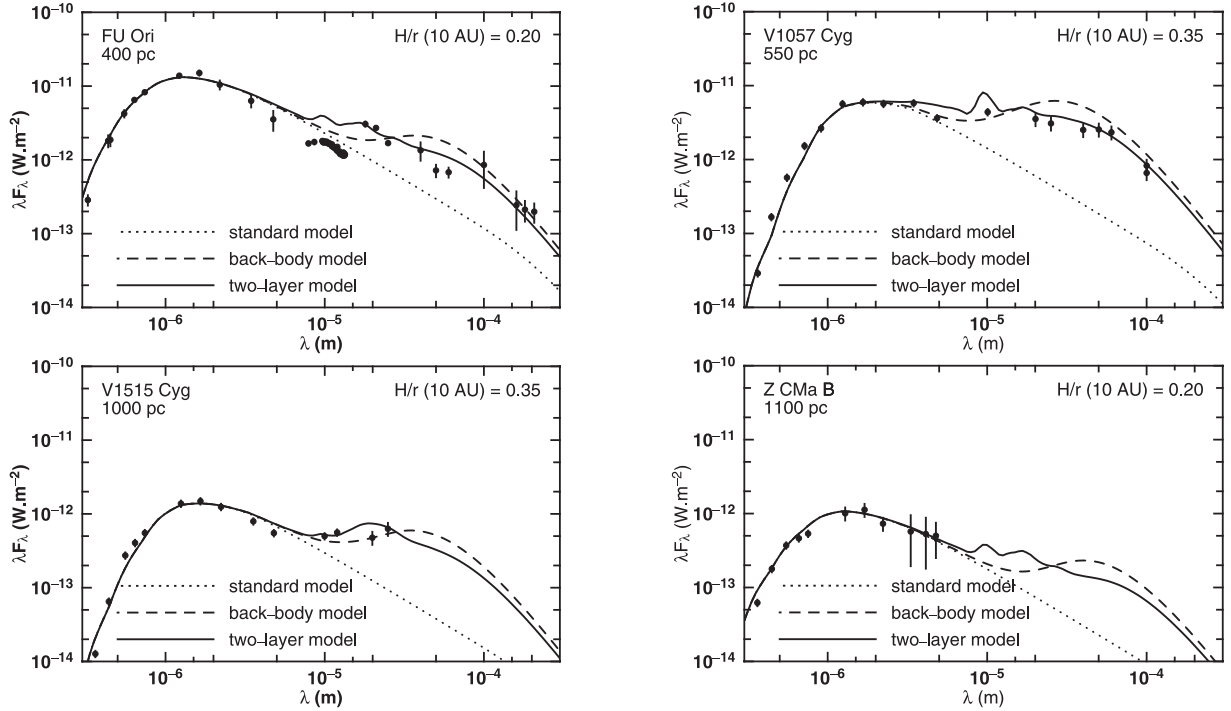 FU Ori
400 pc
H/r (10 AU) = 0.20
λFλ (W.m⁻²)
10⁻¹⁰
10⁻¹¹
10⁻¹²
10⁻¹³
10⁻¹⁴
standard model
back–body model
two–layer model
10⁻⁶
10⁻⁵
10⁻⁴
λ (m)
V1057 Cyg
550 pc
H/r (10 AU) = 0.35
λFλ (W.m⁻²)
10⁻¹⁰
10⁻¹¹
10⁻¹²
10⁻¹³
10⁻¹⁴
standard model
back–body model
two–layer model
10⁻⁶
10⁻⁵
10⁻⁴
λ (m)
V1515 Cyg
1000 pc
H/r (10 AU) = 0.35
λFλ (W.m⁻²)
10⁻¹⁰
10⁻¹¹
10⁻¹²
10⁻¹³
10⁻¹⁴
standard model
back–body model
two–layer model
10⁻⁶
10⁻⁵
10⁻⁴
λ (m)
Z CMa B
1100 pc
H/r (10 AU) = 0.20
λFλ (W.m⁻²)
10⁻¹⁰
10⁻¹¹
10⁻¹²
10⁻¹³
10⁻¹⁴
standard model
back–body model
two–layer model
10⁻⁶
10⁻⁵
10⁻⁴
λ (m)